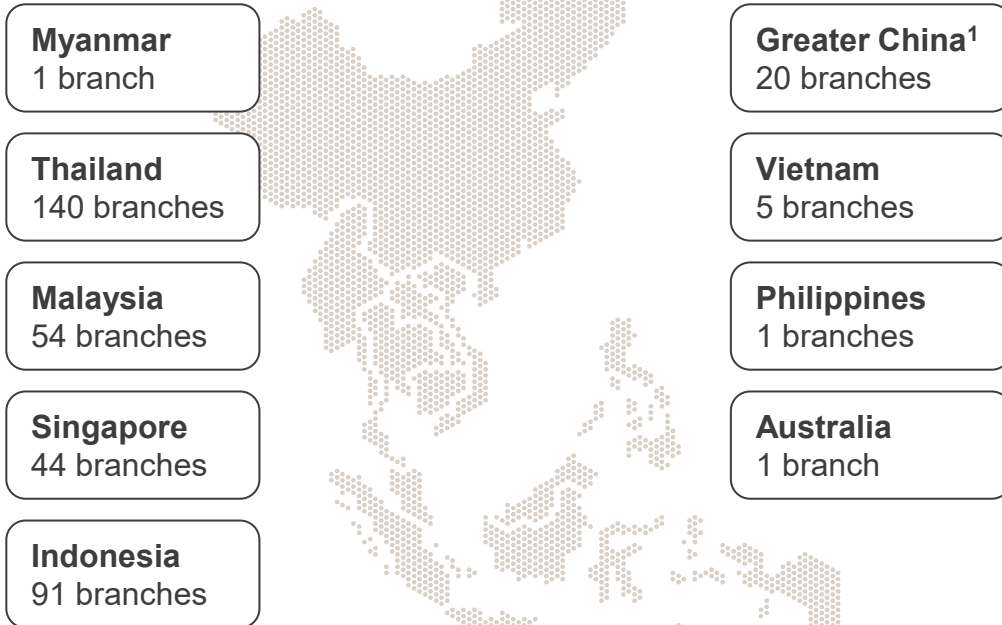 Myanmar
1 branch
Thailand
140 branches
Malaysia
54 branches
Singapore
44 branches
Indonesia
91 branches
Greater China¹
20 branches
Vietnam
5 branches
Philippines
1 branches
Australia
1 branch